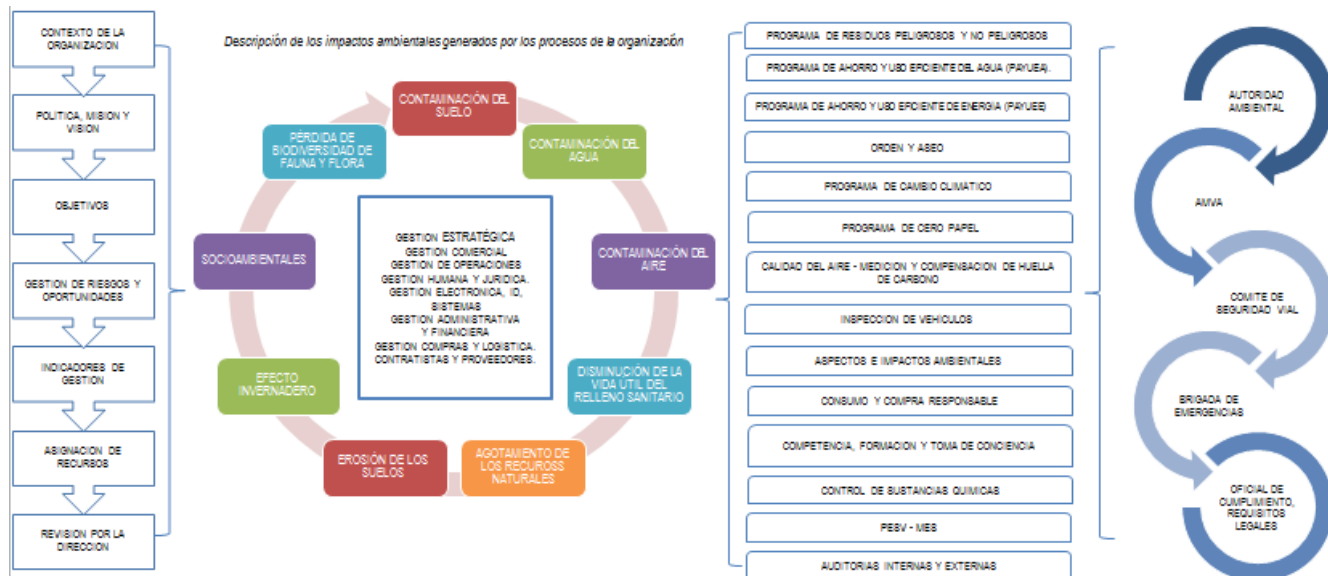 CONTEXTO DE LA
ORGANIZACION
POLITICA, MISION Y
VISION
OBJETIVOS
GESTION DE RIESGOS Y
OPORTUNIDADES
INDICADORES DE
GESTION
ASIGNACION DE
RECURSOS
REVISION POR LA
DIRECCION
Descripción de los impactos ambientales generados por los procesos de la organización
CONTAMINACIÓN DEL
SUELO
CONTAMINACIÓN DEL
AGUA
CONTAMINACIÓN DEL
AIRE
DISMINUCIÓN DE LA
VIDA UTIL DEL
RELLENO SANITARIO
AGOTAMIENTO DE
LOS RECUROSS
NATURALES
EROSIÓN DE LOS
SUELOS
EFECTO
INVERNADERO
SOCIOAMBIENTALES
PÉRDIDA DE
BIODIVERSIDAD DE
FAUNA Y FLORA
GESTION ESTRATÉGICA
GESTION COMERCIAL
GESTION DE OPERACIONES
GESTION HUMANA Y JURIDICA.
GESTION ELECTRONICA, ID,
SISTEMAS
GESTION ADMINISTRATIVA
Y FINANCIERA
GESTION COMPRAS Y LOGISTICA.
CONTRATISTAS Y PROVEEDORES.
PROGRAMA DE RESIDUOS PELIGROSOS Y NO PELIGROSOS
PROGRAMA DE AHORRO Y USO EFICIENTE DEL AGUA (PAYUEA).
PROGRAMA DE AHORRO Y USO EFICIENTE DE ENERGIA (PAYUEE)
ORDEN Y ASEO
PROGRAMA DE CAMBIO CLIMATICO
PROGRAMA DE CERO PAPEL
CALIDAD DEL AIRE - MEDICION Y COMPENSACION DE HUELLA
DE CARBONO
INSPECCION DE VEHICULOS
ASPECTOS E IMPACTOS AMBIENTALES
CONSUMO Y COMPRA RESPONSABLE
COMPETENCIA, FORMACION Y TOMA DE CONCIENCIA
CONTROL DE SUSTANCIAS QUIMICAS
PESV - MES
AUDITORIAS INTERNAS Y EXTERNAS
AUTORIDAD
AMBIENTAL
AMVA
COMITE DE
SEGURIDAD VIAL
BRIGADA DE
EMERGENCIAS
OFICIAL DE
CUMPLIMIENTO,
REQUISITOS
LEGALES